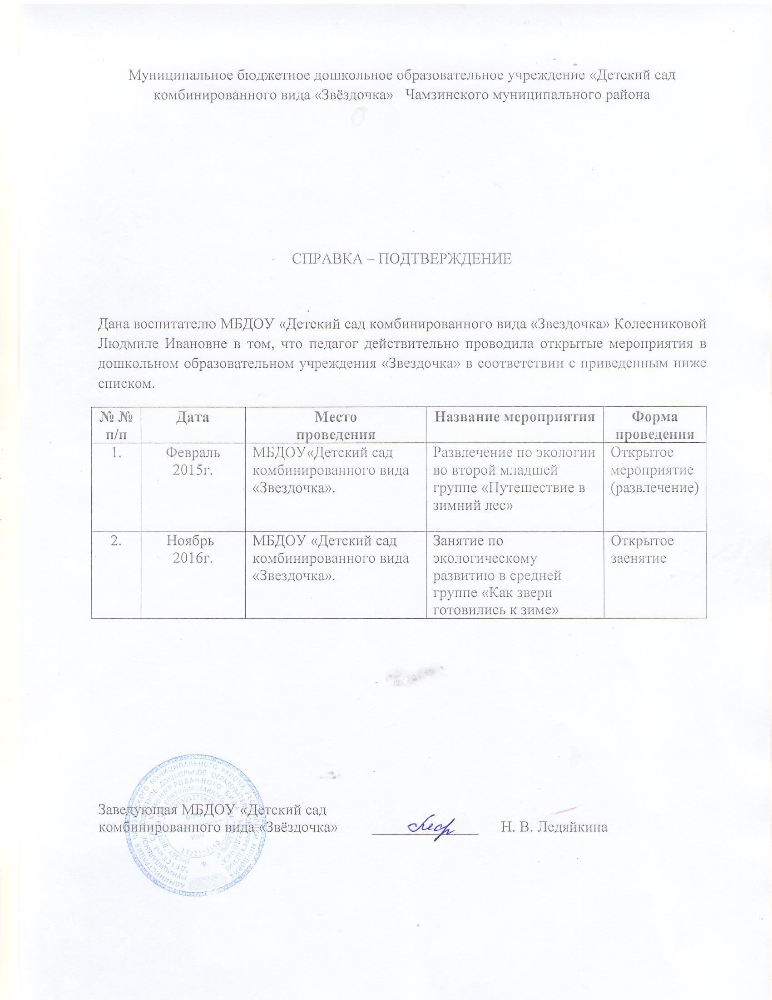 Муниципальное бюджетное дошкольное образовательное учреждение «Детский сад
комбинированного вида «Звёздочка» Чамзинского муниципального района
СПРАВКА – ПОДТВЕРЖДЕНИЕ
Дана воспитателю МБДОУ «Детский сад комбинированного вида «Звездочка» Колесниковой
Людмиле Ивановне в том, что педагог действительно проводила открытые мероприятия в
дошкольном образовательном учреждения «Звездочка» в соответствии с приведенным ниже
списком.
№ № п/п
Дата
Место проведения
Название мероприятия
Форма проведения
1.
Февраль
2015г.
МБДОУ«Детский сад
комбинированного вида
«Звездочка».
Развлечение по экологии
во второй младшей
группе «Путешествие в
зимний лес»
Открытое
мероприятие
(развлечение)
2.
Ноябрь
2016г.
МБДОУ «Детский сад
комбинированного вида
«Звездочка».
Занятие по
экологическому
развитию в средней
группе «Как звери
готовились к зиме»
Открытое
заенятие
Заведующая МБДОУ «Детский сад
комбинированного вида «Звёздочка»
Н. В. Ледяйкина